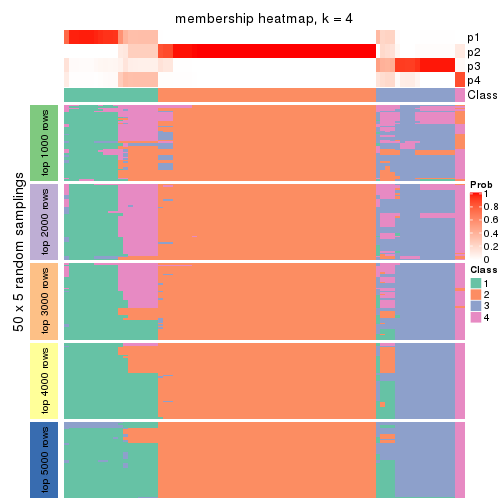 membership heatmap, k = 4
p1
p2
p3
p4
Class
50 x 5 random samplings
top 1000 rows
top 2000 rows
top 3000 rows
top 4000 rows
top 5000 rows
Prob
1
0.8
0.6
0.4
0.2
0
Class
1
2
3
4